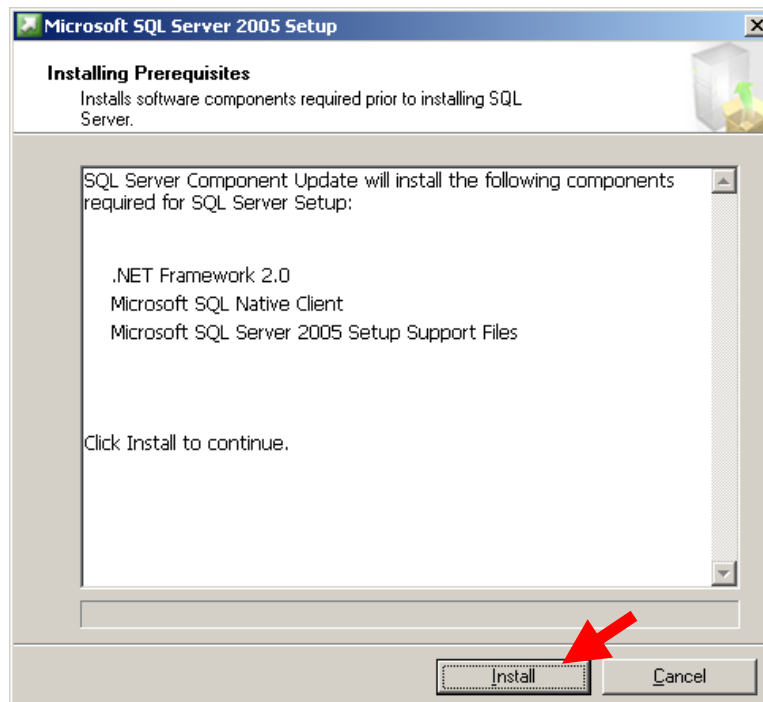 Microsoft SQL Server 2005 Setup
Installing Prerequisites
Installs software components required prior to installing SQL
Server.
SQL Server Component Update will install the following components
required for SQL Server Setup:
.NET Framework 2.0
Microsoft SQL Native Client
Microsoft SQL Server 2005 Setup Support Files
Click Install to continue.
Install
Cancel